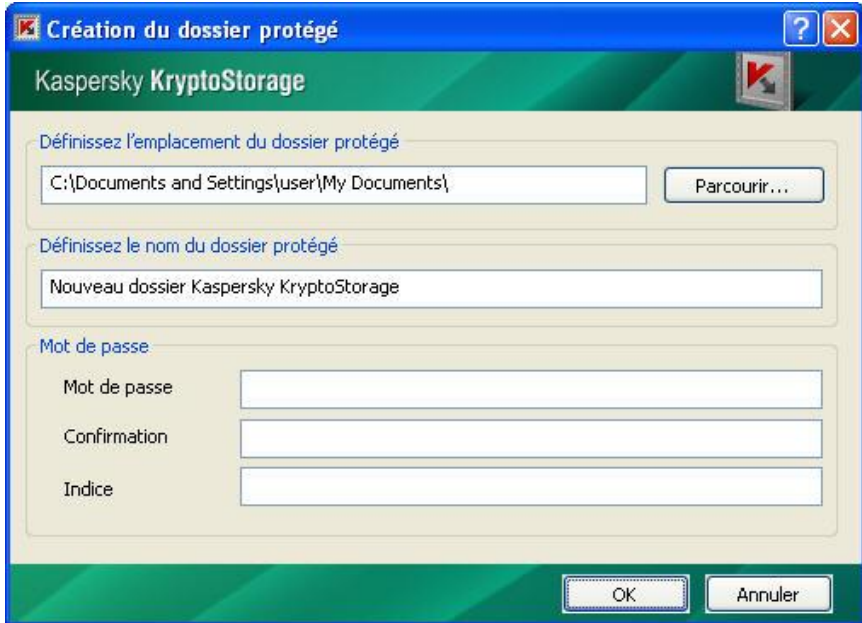 Création du dossier protégé
Kaspersky KryptoStorage
Définissez l'emplacement du dossier protégé
C:\Documents and Settings\user\My Documents\
Parcourir...
Définissez le nom du dossier protégé
Nouveau dossier Kaspersky KryptoStorage
Mot de passe
Mot de passe
Confirmation
Indice
OK
Annuler